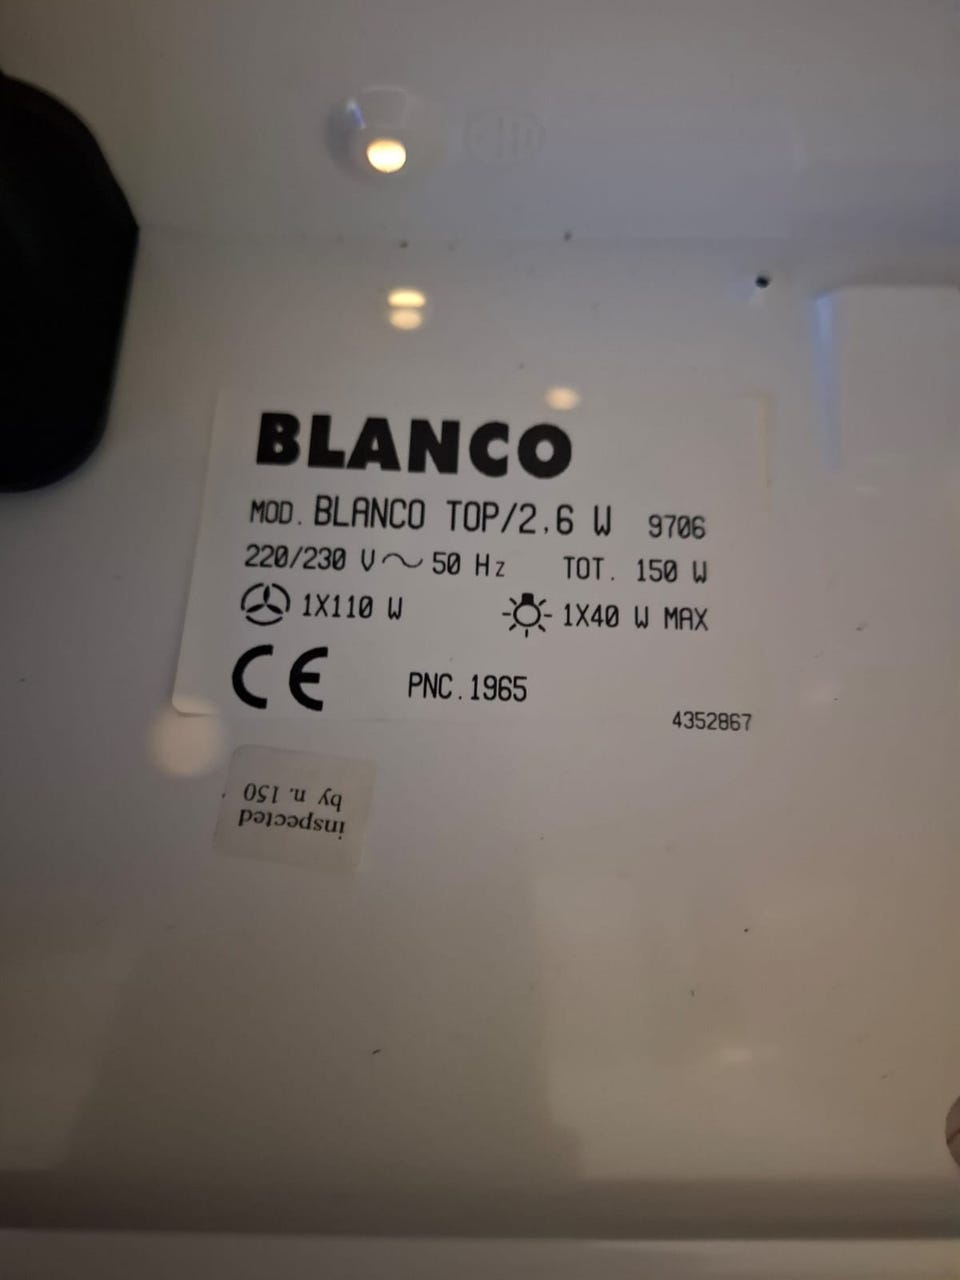 BLANCO
MOD. BLANCO TOP/2.6 W 9706
220/230 V~50 Hz TOT. 150 W
1X110 W 1X40 W MAX
CE PNC.1965
4352867
inspected
by n. 150